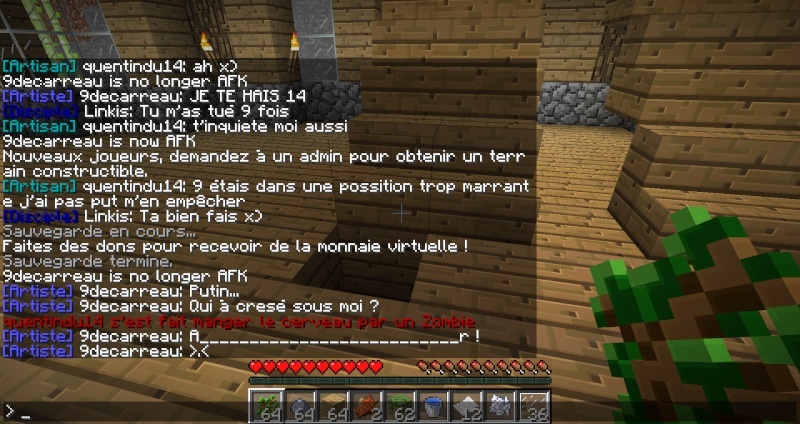 [Artisan] quentindu14: ah x)
9decarreau is no longer AFK
[Artiste] 9decarreau: JE TE HAIS 14
[Disciple] Linkis: Tu m'as tué 9 fois
[Artisan] quentindu14: t'inquiete moi aussi
9decarreau is now AFK
Nouveaux joueurs, demandez à un admin pour obtenir un terr
ain constructible.
[Artisan] quentindu14: 9 étais dans une possition trop marrant
e j'ai pas put m'en empêcher
[Disciple] Linkis: Ta bien fais x)
Sauvegarde en cours...
Faites des dons pour recevoir de la monnaie virtuelle !
Sauvegarde termine.
9decarreau is no longer AFK
[Artiste] 9decarreau: Putin...
[Artiste] 9decarreau: Qui à cresé sous moi ?
quentindu14 s'est fait manger le cerveau par un Zombie
[Artiste] 9decarreau: A__________________________r !
[Artiste] 9decarreau: >.<
64 64 64 2 62 12 36
> _